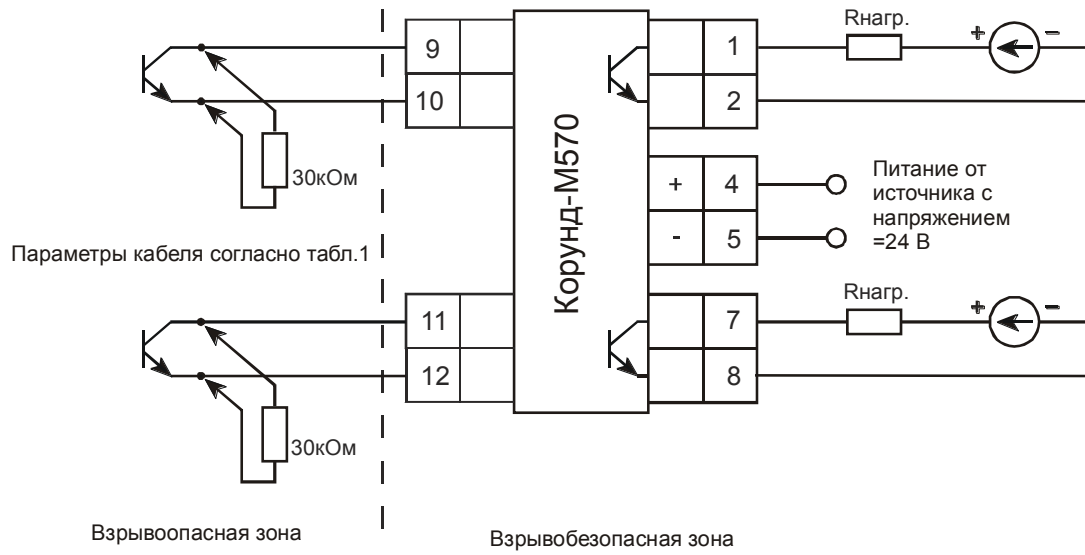 Rнагр.
+
−
9
1
10
2
30кОм
Корунд-М570
+
4
Питание от
источника с
напряжением
=24 В
-
5
Параметры кабеля согласно табл.1
Rнагр.
+
−
11
7
12
8
30кОм
Взрывоопасная зона
Взрывобезопасная зона